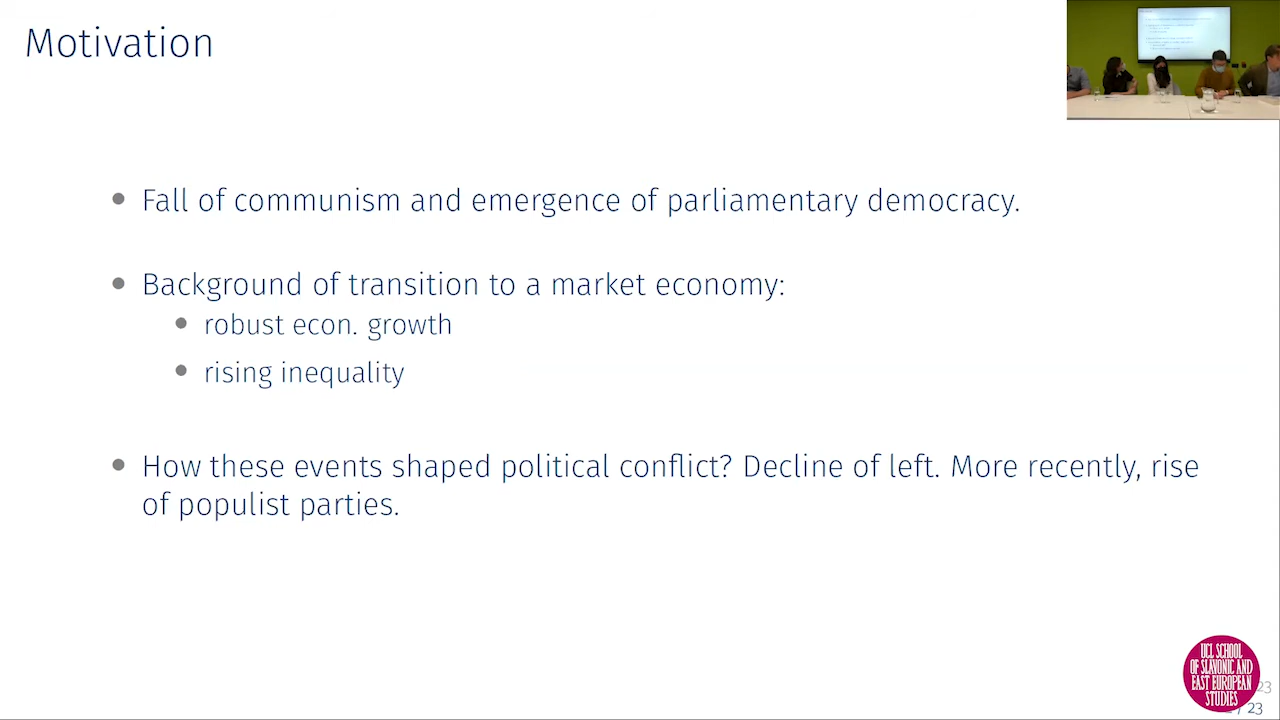 Motivation
Fall of communism and emergence of parliamentary democracy.
Background of transition to a market economy:
robust econ. growth
rising inequality
How these events shaped political conflict? Decline of left. More recently, rise
of populist parties.
UCL SCHOOL
OF SLAVONIC AND
EAST EUROPEAN
STUDIES
23
/ 23